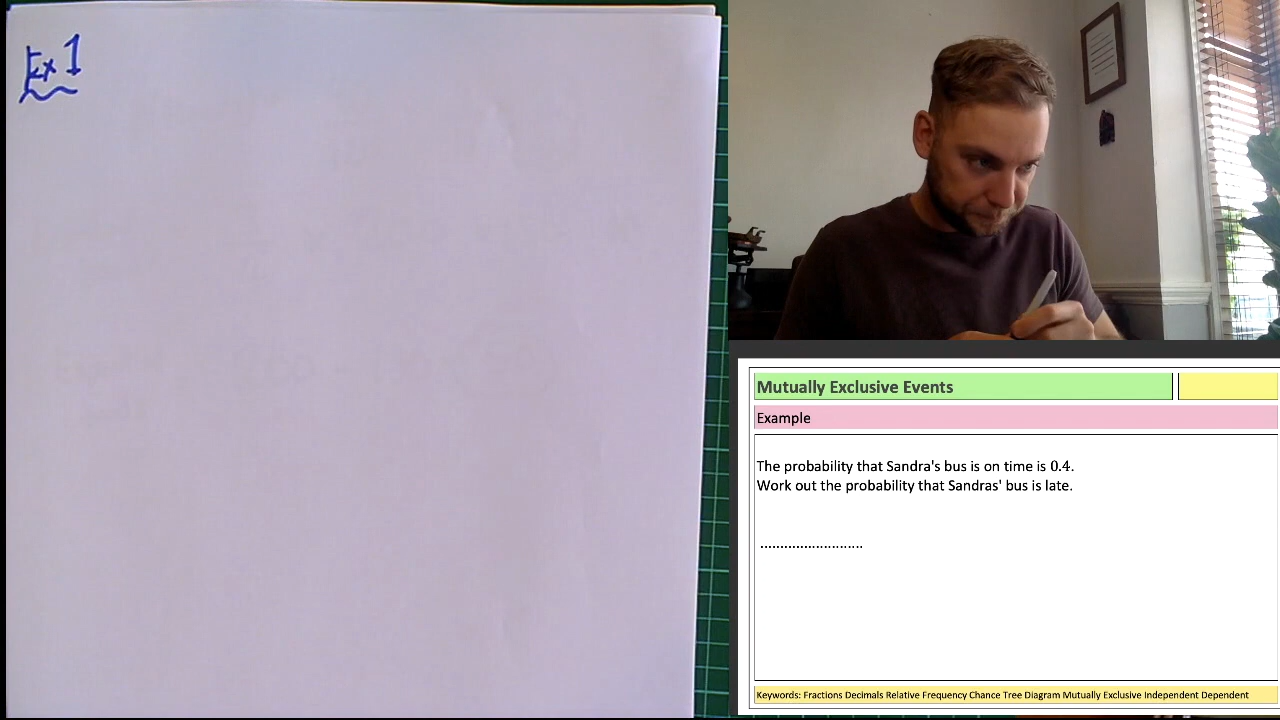 Ex 1
Mutually Exclusive Events
Example
The probability that Sandra's bus is on time is 0.4.
Work out the probability that Sandras' bus is late.
..........................
Keywords: Fractions Decimals Relative Frequency Chance Tree Diagram Mutually Exclusive Independent Dependent